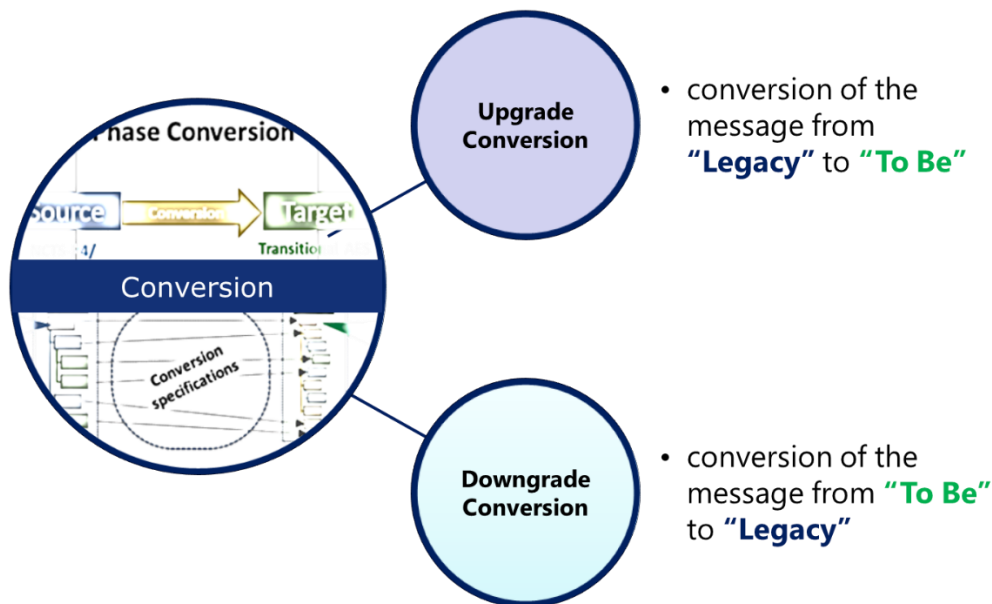 Phase Conversion
Source
Conversion
Target
4/
Conversion
Conversion
specifications
Upgrade
Conversion
• conversion of the
message from
“Legacy” to “To Be”
Downgrade
Conversion
• conversion of the
message from “To Be”
to “Legacy”